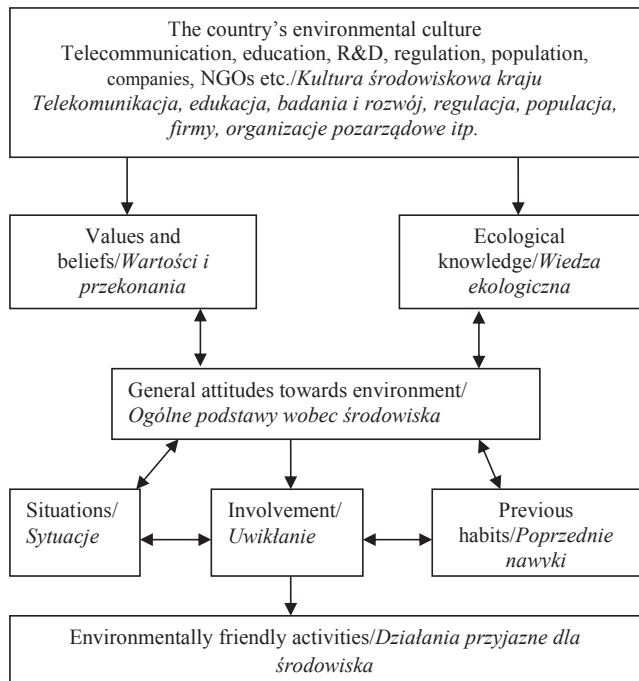 The country's environmental culture
Telecommunication, education, R&D, regulation, population,
companies, NGOs etc./Kultura środowiskowa kraju
Telekomunikacja, edukacja, badania i rozwój, regulacja, populacja,
firmy, organizacje pozarządowe itp.
Values and
beliefs/Wartości i
przekonania
Ecological
knowledge/Wiedza
ekologiczna
General attitudes towards environment/
Ogólne podstawy wobec środowiska
Situations/
Sytuacje
Involvement/
Uwikłanie
Previous
habits/Poprzednie
nawyki
Environmentally friendly activities/Działania przyjazne dla
środowiska